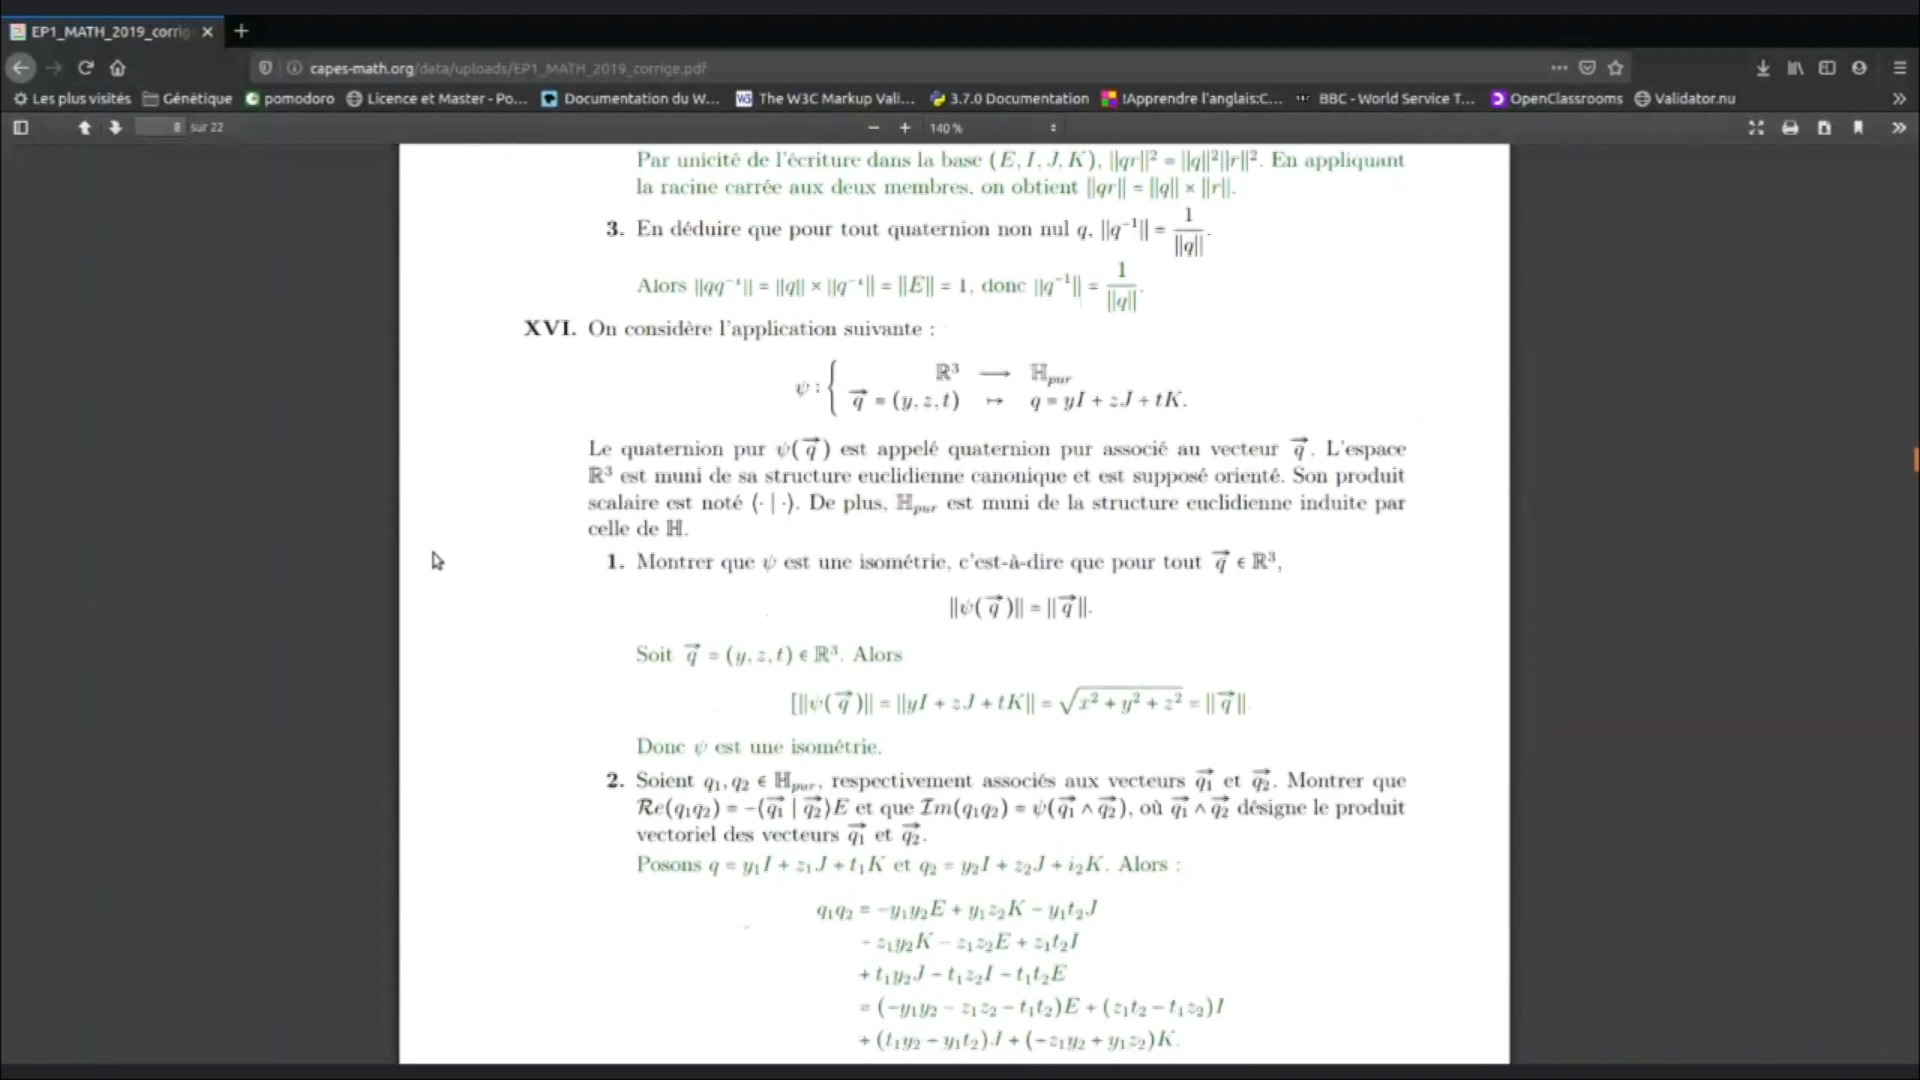 EP1_MATH_2019_corrig
capes-math.org/data/uploads/EP1_MATH_2019_corrige.pdf
Les plus visités Génétique pomodoro Licence et Master - Po... Documentation du W... The W3C Markup Vali... 3.7.0 Documentation !Apprendre l'anglais:C... BBC - World Service T... OpenClassrooms Validator.nu
8 sur 22 140 %
Par unicité de l'écriture dans la base (E, I, J, K), ||qr||² = ||q||²||r||². En appliquant
la racine carrée aux deux membres, on obtient ||qr|| = ||q|| × ||r||.
3. En déduire que pour tout quaternion non nul q, ||q⁻¹|| = 1/||q||.
Alors ||qq⁻¹|| = ||q|| × ||q⁻¹|| = ||E|| = 1, donc ||q⁻¹|| = 1/||q||.
XVI. On considère l'application suivante :
ψ : { ℝ³ ⟶ ℍpur
q⃗ = (y, z, t) ↦ q = yI + zJ + tK.
Le quaternion pur ψ(q⃗) est appelé quaternion pur associé au vecteur q⃗. L'espace
ℝ³ est muni de sa structure euclidienne canonique et est supposé orienté. Son produit
scalaire est noté ⟨· | ·⟩. De plus, ℍpur est muni de la structure euclidienne induite par
celle de ℍ.
1. Montrer que ψ est une isométrie, c'est-à-dire que pour tout q⃗ ∈ ℝ³,
||ψ(q⃗)|| = ||q⃗||.
Soit q⃗ = (y, z, t) ∈ ℝ³. Alors
[||ψ(q⃗)|| = ||yI + zJ + tK|| = √(x² + y² + z²) = ||q⃗||.
Donc ψ est une isométrie.
2. Soient q₁, q₂ ∈ ℍpur, respectivement associés aux vecteurs q⃗₁ et q⃗₂. Montrer que
Re(q₁q₂) = −⟨q⃗₁ | q⃗₂⟩E et que Im(q₁q₂) = ψ(q⃗₁ ∧ q⃗₂), où q⃗₁ ∧ q⃗₂ désigne le produit
vectoriel des vecteurs q⃗₁ et q⃗₂.
Posons q = y₁I + z₁J + t₁K et q₂ = y₂I + z₂J + i₂K. Alors :
q₁q₂ = −y₁y₂E + y₁z₂K − y₁t₂J
− z₁y₂K − z₁z₂E + z₁t₂I
+ t₁y₂J − t₁z₂I − t₁t₂E
= (−y₁y₂ − z₁z₂ − t₁t₂)E + (z₁t₂ − t₁z₂)I
+ (t₁y₂ − y₁t₂)J + (−z₁y₂ + y₁z₂)K.